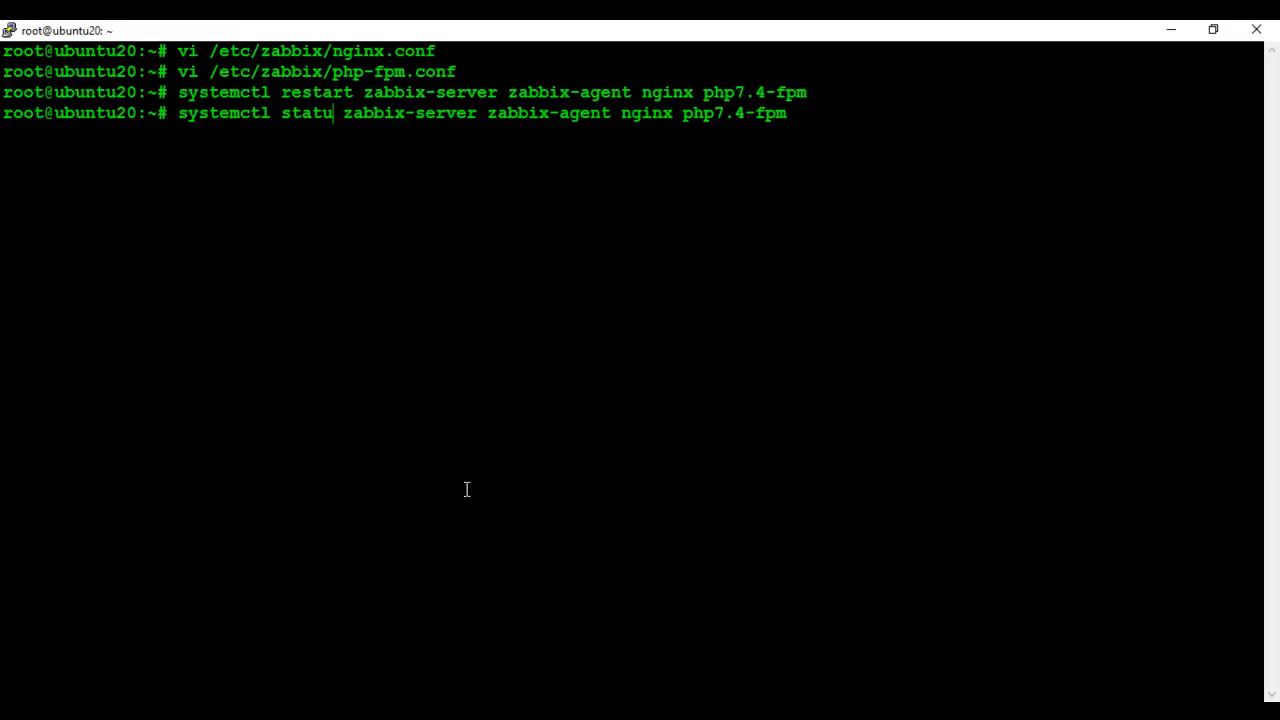 root@ubuntu20: ~
root@ubuntu20:~# vi /etc/zabbix/nginx.conf
root@ubuntu20:~# vi /etc/zabbix/php-fpm.conf
root@ubuntu20:~# systemctl restart zabbix-server zabbix-agent nginx php7.4-fpm
root@ubuntu20:~# systemctl statu zabbix-server zabbix-agent nginx php7.4-fpm